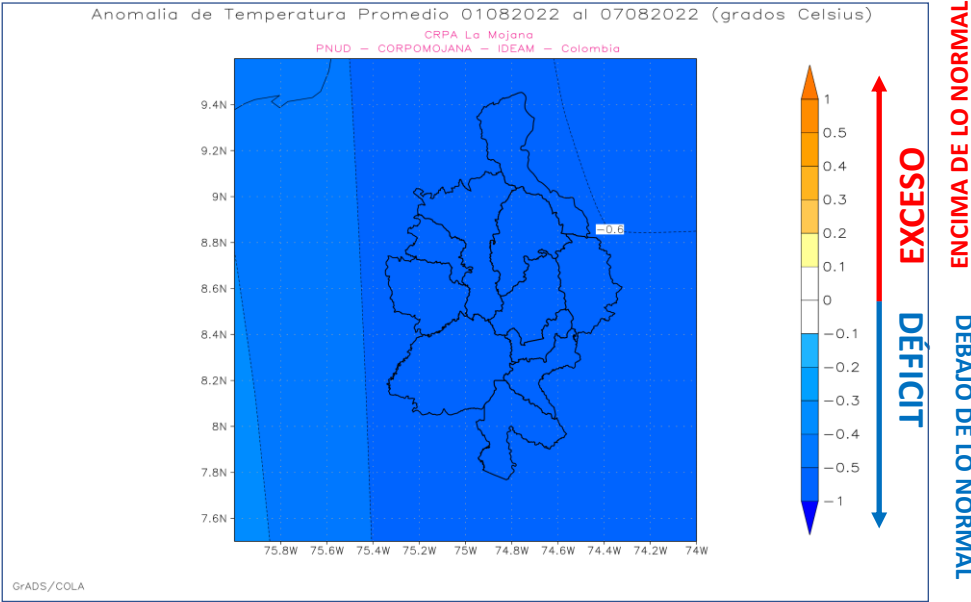 Anomalia de Temperatura Promedio 01082022 al 07082022 (grados Celsius)
CRPA La Mojana
PNUD – CORPOMOJANA – IDEAM – Colombia
9.4N
9.2N
9N
8.8N
8.6N
8.4N
8.2N
8N
7.8N
7.6N
75.8W 75.6W 75.4W 75.2W 75W 74.8W 74.6W 74.4W 74.2W 74W
−0.6
1
0.5
0.4
0.3
0.2
0.1
0
−0.1
−0.2
−0.3
−0.4
−0.5
−1
EXCESO
DÉFICIT
ENCIMA DE LO NORMAL
DEBAJO DE LO NORMAL
GrADS/COLA